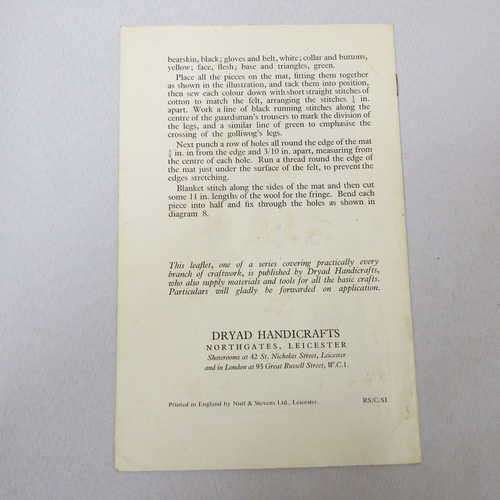 bearskin, black; gloves and belt, white; collar and buttons,
yellow; face, flesh; base and triangles, green.
Place all the pieces on the mat, fitting them together
as shown in the illustration, and tack them into position,
then sew each colour down with short straight stitches of
cotton to match the felt, arranging the stitches in.
apart. Work a line of black running stitches along the
centre of the guardsman's trousers to mark the division of
the legs, and a similar line of green to emphasise the
crossing of the golliwog's legs.
Next punch a row of holes all round the edge of the mat
in. in from the edge and 3/10 in. apart, measuring from
the centre of each hole. Run a thread round the edge of
the mat just under the surface of the felt, to prevent the
edges stretching.
Blanket stitch along the sides of the mat and then cut
some 11 in. lengths of the wool for the fringe. Bend each
piece into half and fix through the holes as shown in
diagram 8.
This leaflet, one of a series covering practically every
branch of craftwork, is published by Dryad Handicrafts,
who also supply materials and tools for all the basic crafts.
Particulars will gladly be forwarded on application.
DRYAD HANDICRAFTS
NORTHGATES, LEICESTER
Showrooms at 42 St. Nicholas Street, Leicester
and in London at 93 Great Russell Street, W.C.1.
Printed in England by Nutt & Stevens Ltd., Leicester. RS/C/SI